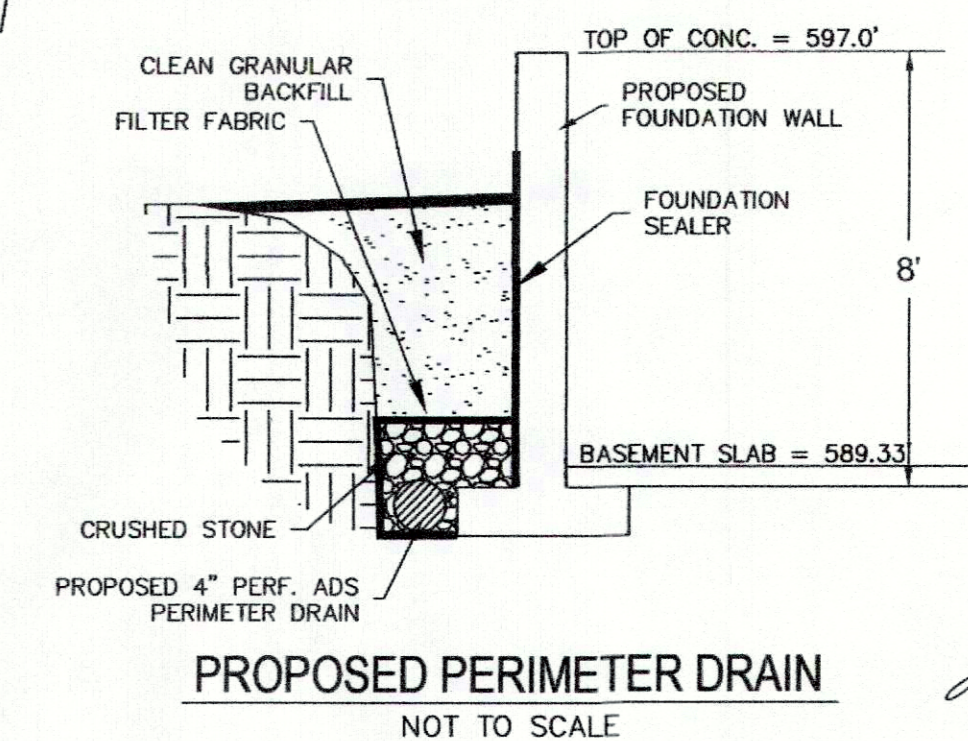 TOP OF CONC. = 597.0'
CLEAN GRANULAR
BACKFILL
FILTER FABRIC
PROPOSED
FOUNDATION WALL
FOUNDATION
SEALER
8'
BASEMENT SLAB = 589.33
CRUSHED STONE
PROPOSED 4" PERF. ADS
PERIMETER DRAIN
PROPOSED PERIMETER DRAIN
NOT TO SCALE